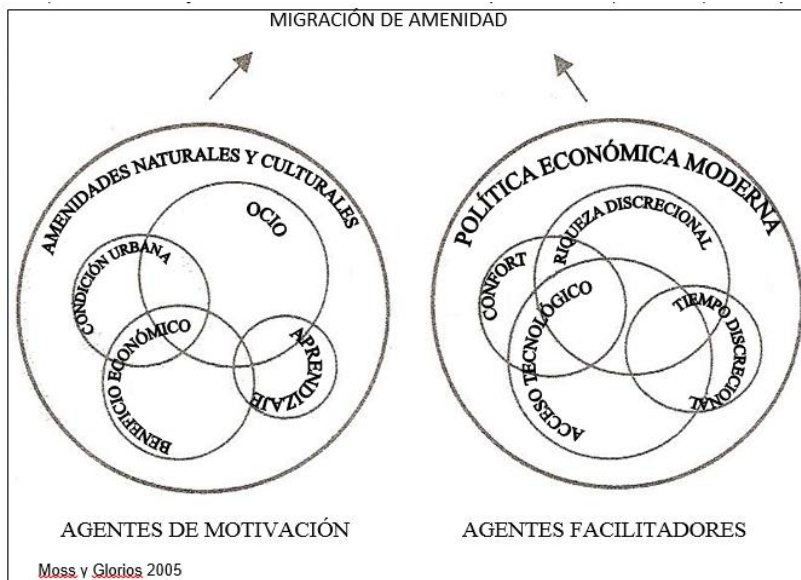 MIGRACIÓN DE AMENIDAD
AMENIDADES NATURALES Y CULTURALES
OCIO
CONDICIÓN URBANA
BENEFICIO ECONÓMICO
APRENDIZAJE
POLÍTICA ECONÓMICA MODERNA
RIQUEZA DISCRECIONAL
CONFORT
ACCESO TECNOLÓGICO
TIEMPO DISCRECIONAL
AGENTES DE MOTIVACIÓN
AGENTES FACILITADORES
Moss y Glorios 2005